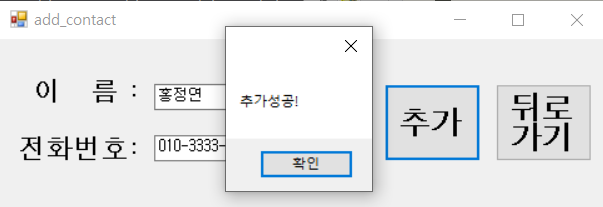 add_contact
이 름 :
홍정연
전화번호:
010-3333-
추가성공!
확인
추가
뒤로
가기